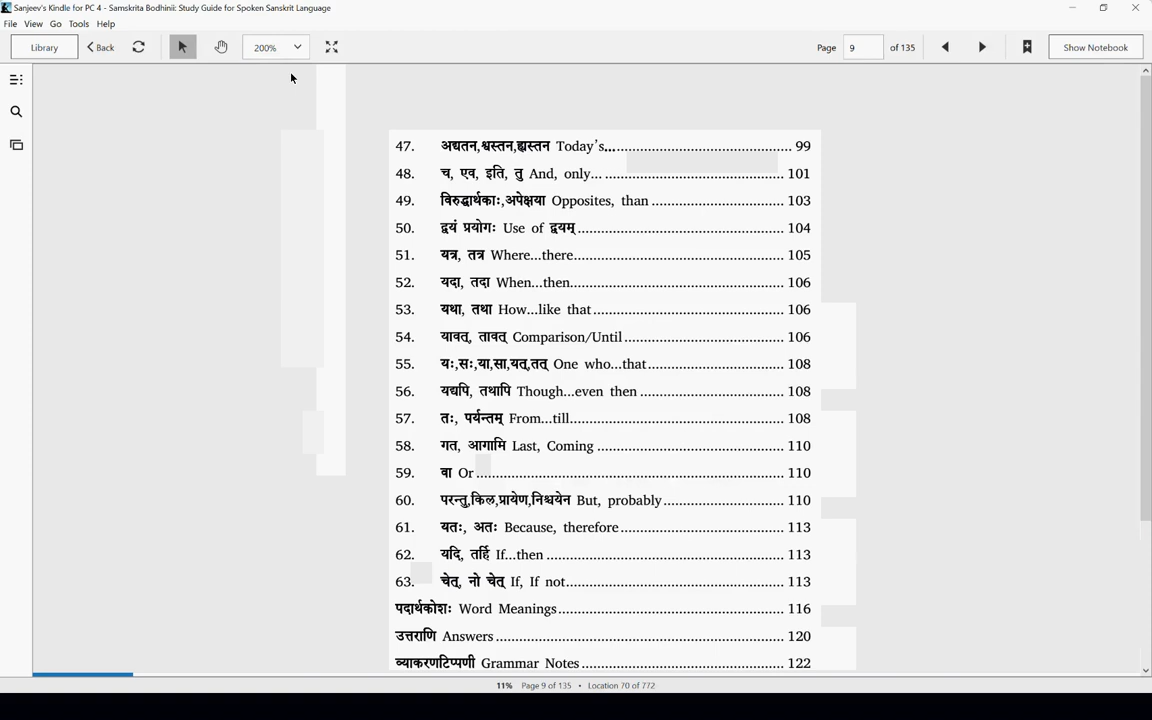 Sanjeev's Kindle for PC 4 - Samskrita Bodhinii: Study Guide for Spoken Sanskrit Language
File View Go Tools Help
Library Back 200% Page 9 of 135 Show Notebook
47. अद्यतन,श्वस्तन,ह्यस्तन Today's... 99
48. च, एव, इति, तु And, only... 101
49. विरुद्धार्थकाः,अपेक्षया Opposites, than 103
50. द्वयं प्रयोगः Use of द्वयम् 104
51. यत्र, तत्र Where...there 105
52. यदा, तदा When...then 106
53. यथा, तथा How...like that 106
54. यावत्, तावत् Comparison/Until 106
55. यः,सः,या,सा,यत्,तत् One who...that 108
56. यद्यपि, तथापि Though...even then 108
57. तः, पर्यन्तम् From...till 108
58. गत, आगामि Last, Coming 110
59. वा Or 110
60. परन्तु,किल,प्रायेण,निश्चयेन But, probably 110
61. यतः, अतः Because, therefore 113
62. यदि, तर्हि If...then 113
63. चेत्, नो चेत् If, If not 113
पदार्थकोशः Word Meanings 116
उत्तराणि Answers 120
व्याकरणटिप्पणी Grammar Notes 122
11% Page 9 of 135 • Location 70 of 772